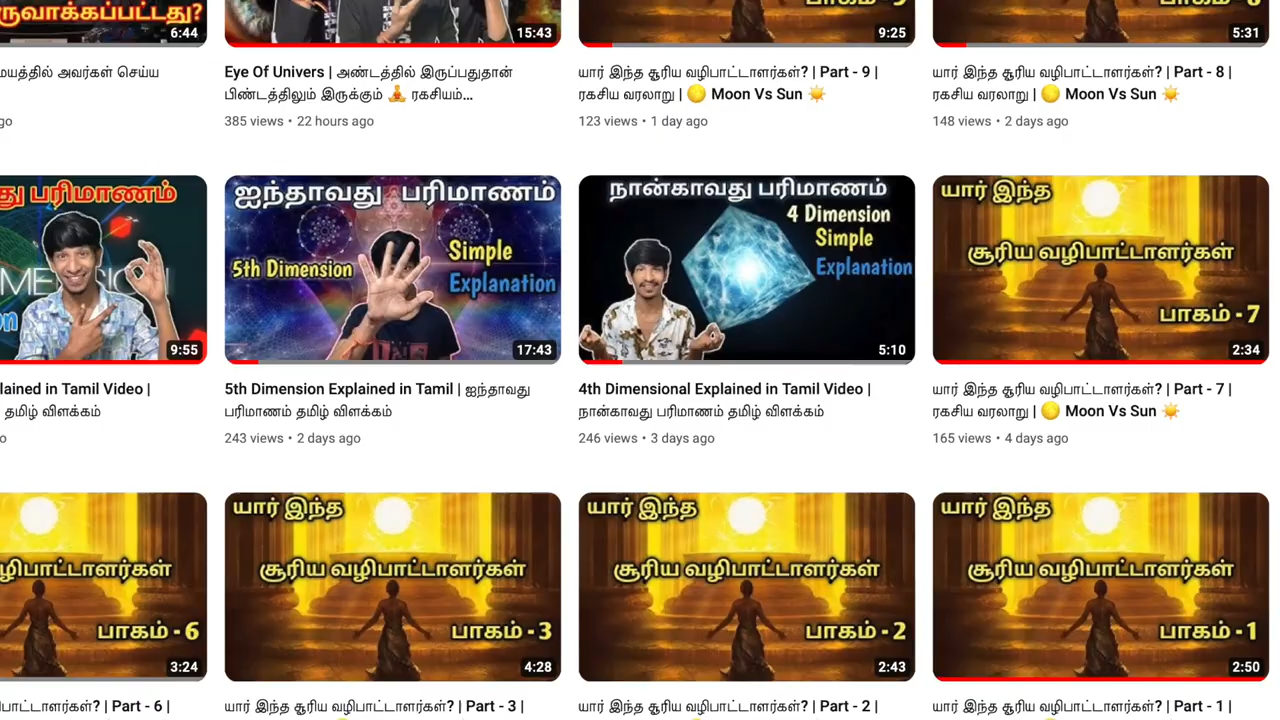 ருவாக்கப்பட்டது?
6:44
15:43
9:25
5:31
மயத்தில் அவர்கள் செய்ய
Eye Of Univers | அண்டத்தில் இருப்பதுதான்
பிண்டத்திலும் இருக்கும் 🧘 ரகசியம்...
யார் இந்த சூரிய வழிபாட்டாளர்கள்? | Part - 9 |
ரகசிய வரலாறு | 🌕 Moon Vs Sun ☀️
யார் இந்த சூரிய வழிபாட்டாளர்கள்? | Part - 8 |
ரகசிய வரலாறு | 🌕 Moon Vs Sun ☀️
go
385 views • 22 hours ago
123 views • 1 day ago
148 views • 2 days ago
து பரிமாணம்
9:55
ஐந்தாவது பரிமாணம்
5th Dimension
Simple
Explanation
17:43
நான்காவது பரிமாணம்
4 Dimension
Simple
Explanation
5:10
யார் இந்த
சூரிய வழிபாட்டாளர்கள்
பாகம் - 7
2:34
lained in Tamil Video |
தமிழ் விளக்கம்
5th Dimension Explained in Tamil | ஐந்தாவது
பரிமாணம் தமிழ் விளக்கம்
243 views • 2 days ago
4th Dimensional Explained in Tamil Video |
நான்காவது பரிமாணம் தமிழ் விளக்கம்
246 views • 3 days ago
யார் இந்த சூரிய வழிபாட்டாளர்கள்? | Part - 7 |
ரகசிய வரலாறு | 🌕 Moon Vs Sun ☀️
165 views • 4 days ago
ழிபாட்டாளர்கள்
பாகம் - 6
3:24
யார் இந்த
சூரிய வழிபாட்டாளர்கள்
பாகம் - 3
4:28
யார் இந்த
சூரிய வழிபாட்டாளர்கள்
பாகம் - 2
2:43
யார் இந்த
சூரிய வழிபாட்டாளர்கள்
பாகம் - 1
2:50
பாட்டாளர்கள்? | Part - 6 |
யார் இந்த சூரிய வழிபாட்டாளர்கள்? | Part - 3 |
யார் இந்த சூரிய வழிபாட்டாளர்கள்? | Part - 2 |
யார் இந்த சூரிய வழிபாட்டாளர்கள்? | Part - 1 |